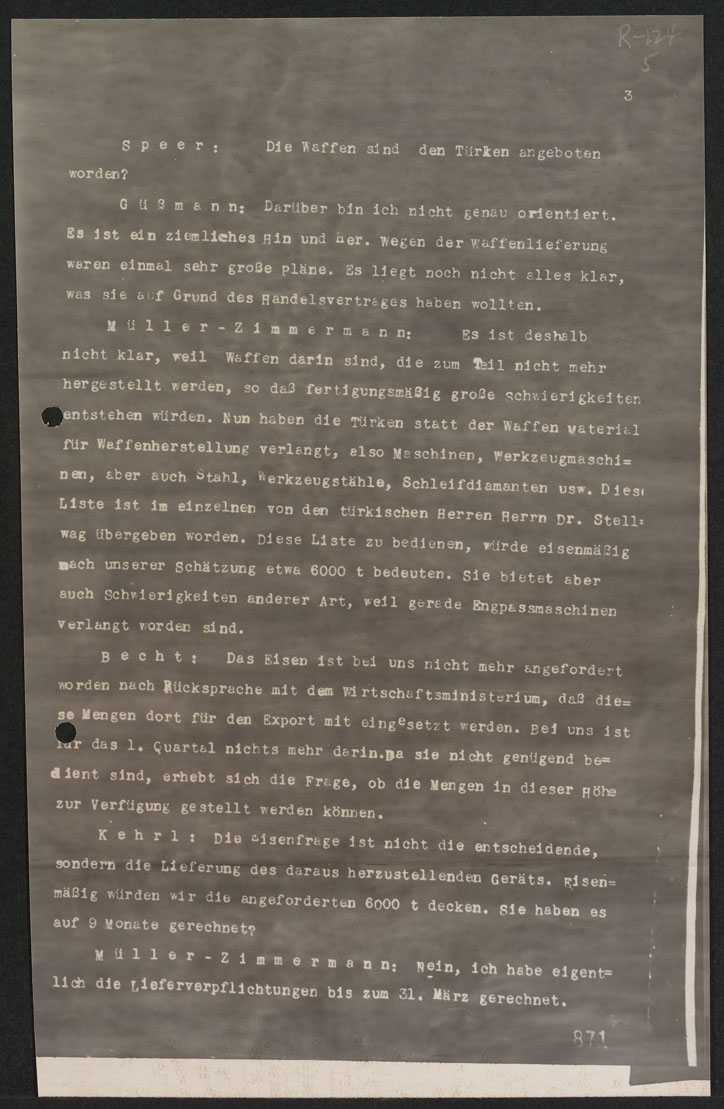 R-124
5
3
Speer: Die Waffen sind den Türken angeboten
worden?
Güßmann: Darüber bin ich nicht genau orientiert.
Es ist ein ziemliches Hin und Her. Wegen der Waffenlieferung
waren einmal sehr große Pläne. Es liegt noch nicht alles klar,
was sie auf Grund des Handelsvertrages haben wollten.
Müller-Zimmermann: Es ist deshalb
nicht klar, weil Waffen darin sind, die zum Teil nicht mehr
hergestellt werden, so daß fertigungsmäßig große Schwierigkeiten
entstehen würden. Nun haben die Türken statt der Waffen Material
für Waffenherstellung verlangt, also Maschinen, Werkzeugmaschi=
nen, aber auch Stahl, Werkzeugstähle, Schleifdiamanten usw. Dies
Liste ist im einzelnen von den türkischen Herren Herrn Dr. Stell=
wag übergeben worden. Diese Liste zu bedienen, würde eisenmäßig
nach unserer Schätzung etwa 6000 t bedeuten. Sie bietet aber
auch Schwierigkeiten anderer Art, weil gerade Engpassmaschinen
verlangt worden sind.
Becht: Das Eisen ist bei uns nicht mehr angefordert
worden nach Rücksprache mit dem Wirtschaftsministerium, daß die=
se Mengen dort für den Export mit eingesetzt werden. Bei uns ist
für das 1. Quartal nichts mehr darin. Da sie nicht genügend be=
dient sind, erhebt sich die Frage, ob die Mengen in dieser Höhe
zur Verfügung gestellt werden können.
Kehrl: Die Eisenfrage ist nicht die entscheidende,
sondern die Lieferung des daraus herzustellenden Geräts. Eisen=
mäßig würden wir die angeforderten 6000 t decken. Sie haben es
auf 9 Monate gerechnet?
Müller-Zimmermann: Nein, ich habe eigent=
lich die Lieferverpflichtungen bis zum 31. März gerechnet.
871